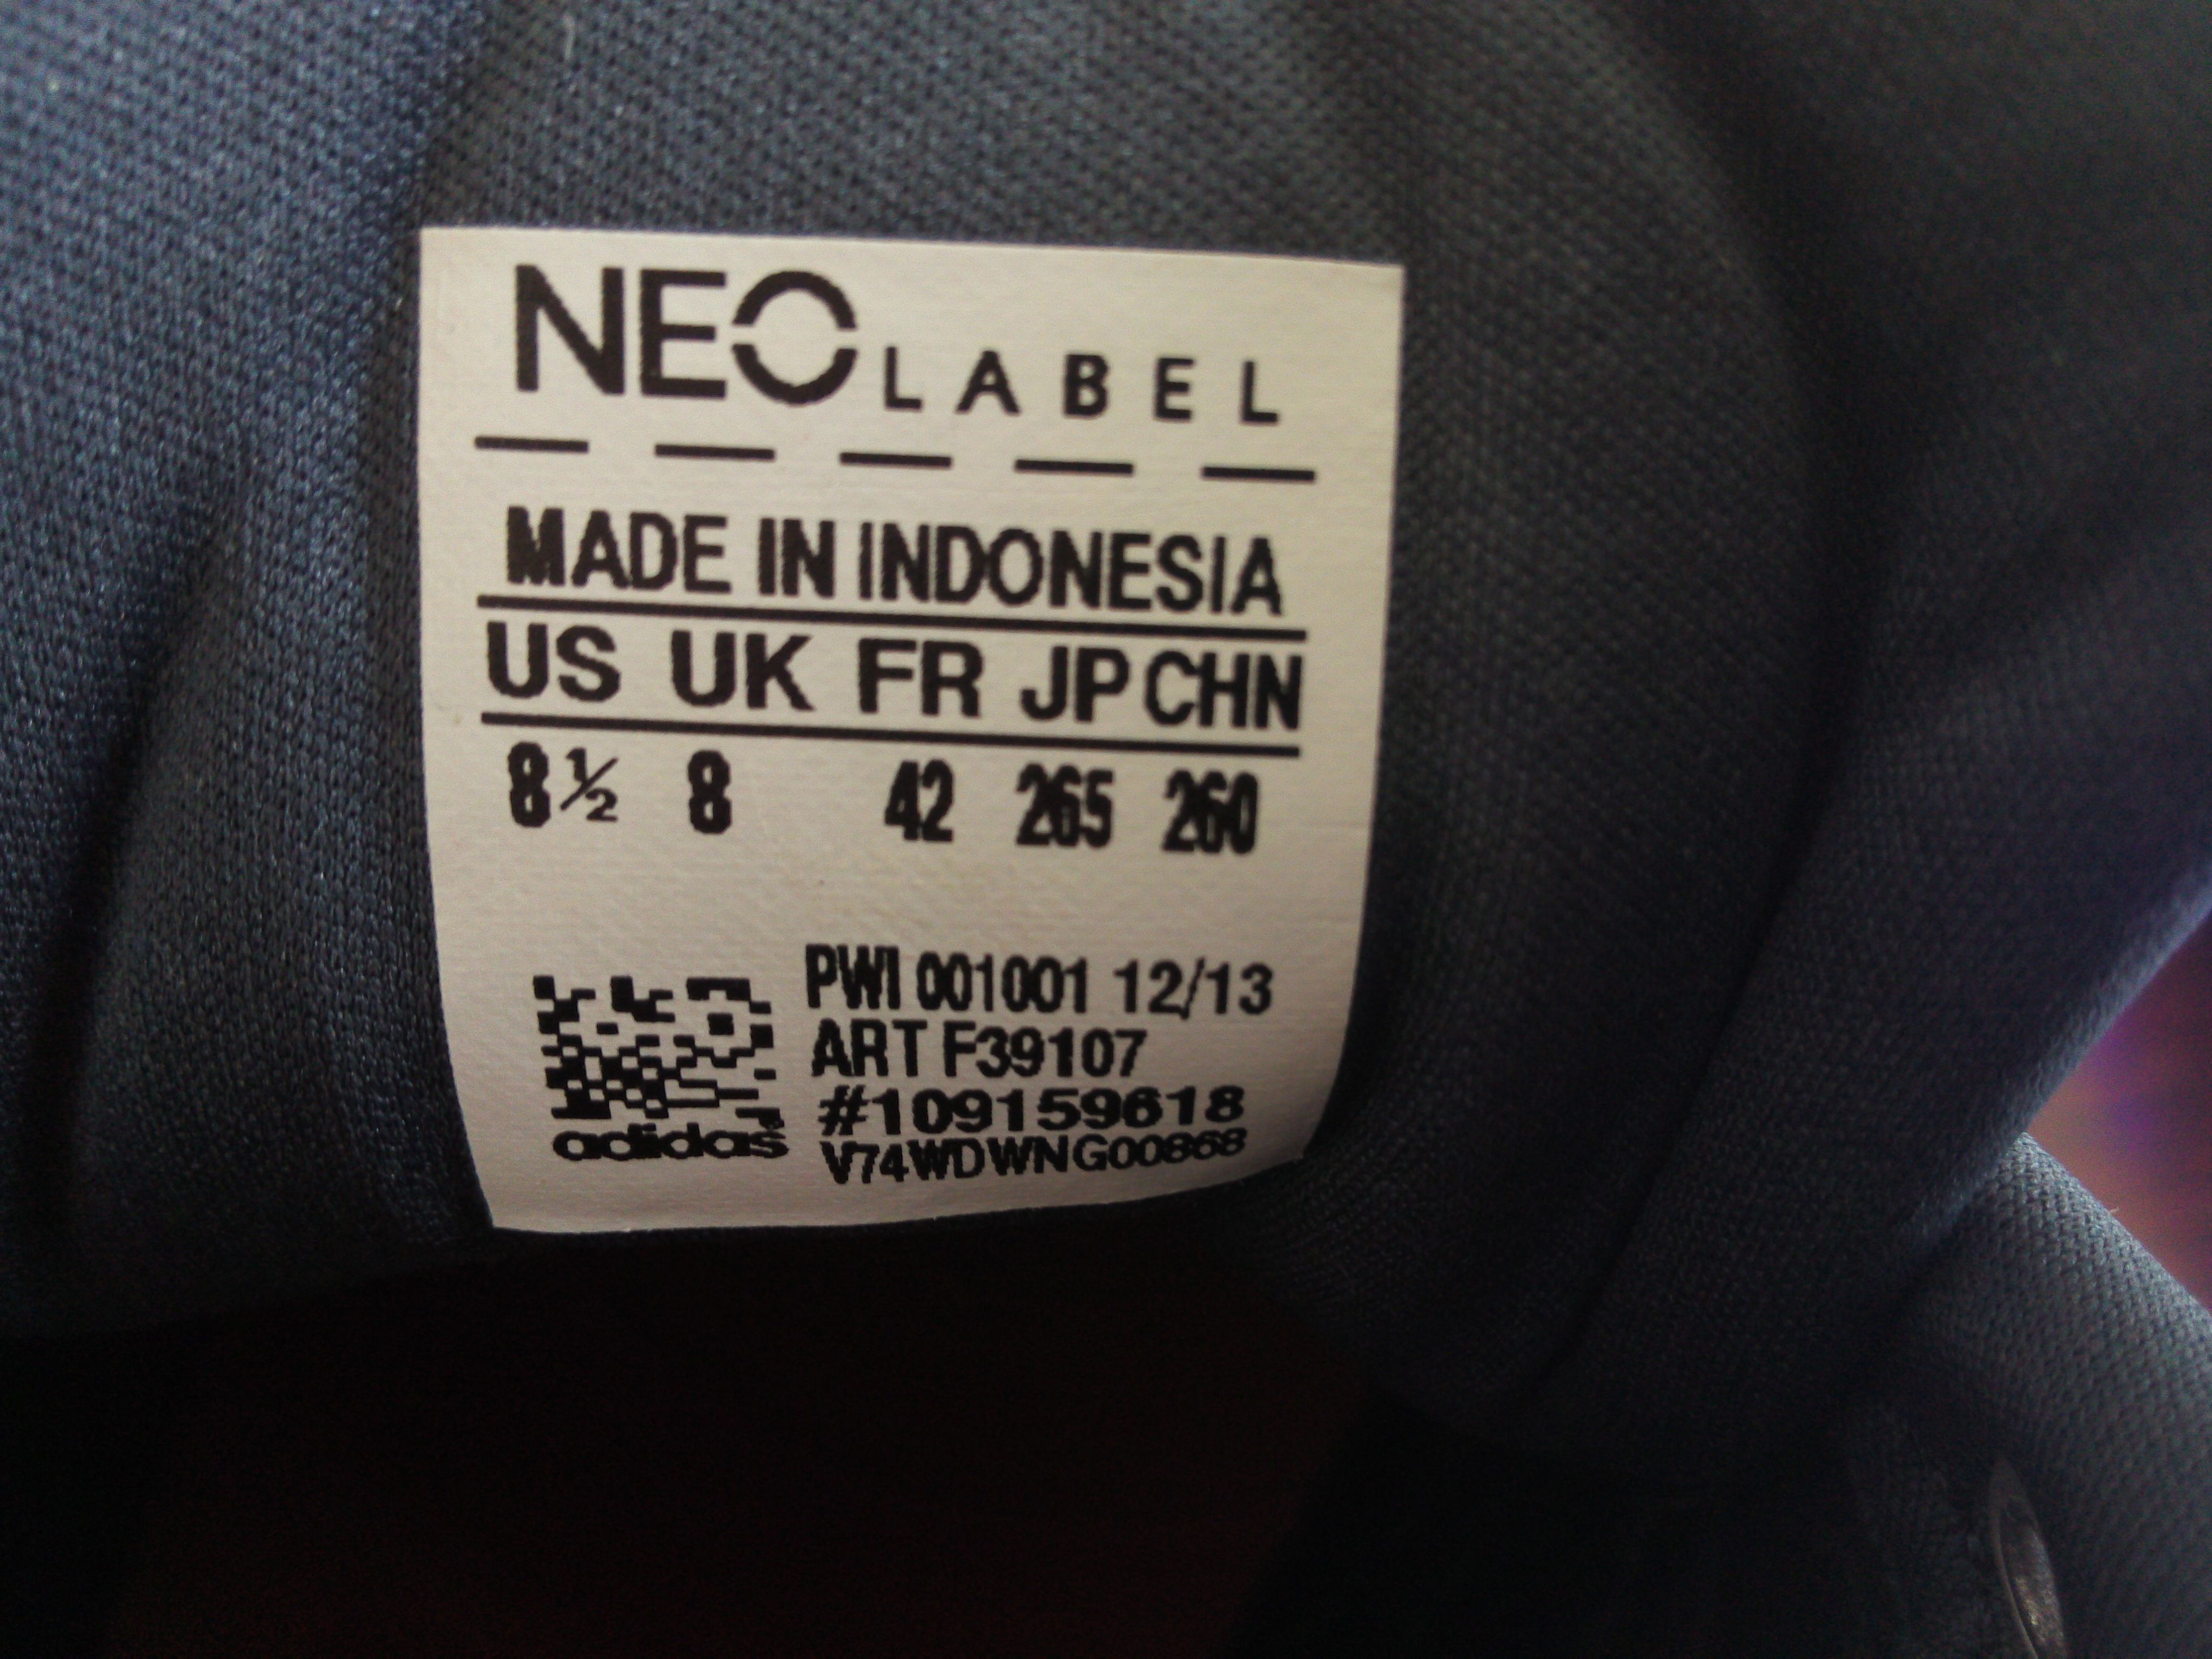 NEO LABEL
MADE IN INDONESIA
US UK FR JP CHN
8½ 8 42 265 260
PWI 001001 12/13
ART F39107
#109159618
adidas
V74WDWNG00868